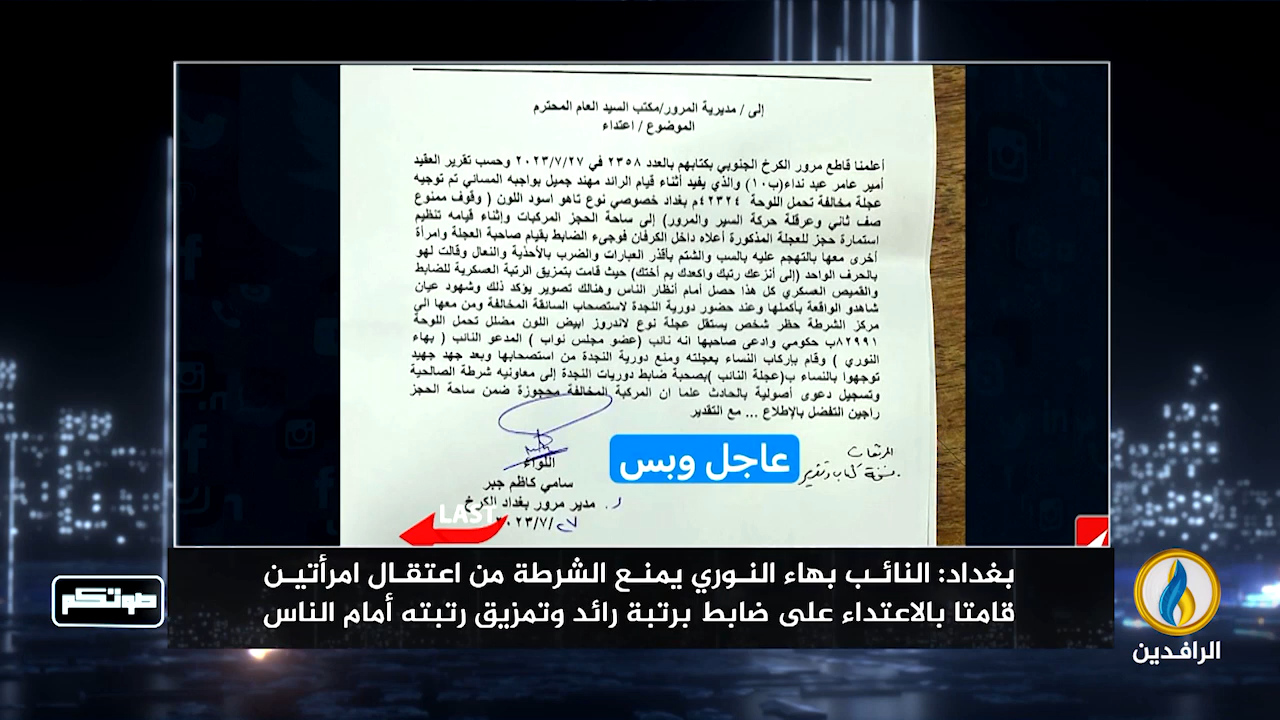 إلى / مديرية المرور/مكتب السيد العام المحترم
الموضوع / اعتداء
أعلمنا قاطع مرور الكرخ الجنوبي بكتابهم بالعدد ٢٣٥٨ في ٢٠٢٣/٧/٢٧ وحسب تقرير العقيد
أمير عامر عبد نداء(ب١٠) والذي يفيد أثناء قيام الرائد مهند جميل بواجبه المسائي تم توجيه
عجلة مخالفة تحمل اللوحة ٤٢٣٢٤م بغداد خصوصي نوع تاهو اسود اللون ( وقوف ممنوع
صف ثاني وعرقلة حركة السير والمرور) إلى ساحة الحجز المركبات وإثناء قيامه تنظيم
استمارة حجز للعجلة المذكورة أعلاه داخل الكرفان فوجىء الضابط بقيام صاحبة العجلة وامرأة
أخرى معها بالتهجم عليه بالسب والشتم بأقذر العبارات والضرب بالأحذية والنعال وقالت لهو
بالحرف الواحد (إلى أنزعك رتبك واكعدك يم أختك) حيث قامت بتمزيق الرتبة العسكرية للضابط
والقميص العسكري كل هذا حصل أمام أنظار الناس وهنالك تصوير يؤكد ذلك وشهود عيان
شاهدو الواقعة بأكملها وعند حضور دورية النجدة لاستصحاب السائقة المخالفة ومن معها الى
مركز الشرطة حظر شخص يستقل عجلة نوع لاندروز ابيض اللون مضلل تحمل اللوحة
٨٢٩٩١ب حكومي وادعى صاحبها انه نائب (عضو مجلس نواب ) المدعو النائب ( بهاء
النوري ) وقام بإركاب النساء بعجلته ومنع دورية النجدة من استصحابها وبعد جهد جهيد
توجهوا بالنساء ب(عجلة النائب )بصحبة ضابط دوريات النجدة إلى معاونيه شرطة الصالحية
وتسجيل دعوى أصولية بالحادث علما ان المركبة المخالفة محجوزة ضمن ساحة الحجز
راجين التفضل بالإطلاع ... مع التقدير
المرفقات
نسخة كتاب وتقرير
عاجل وبس
اللواء
سامي كاظم جبر
مدير مرور بغداد الكرخ
٢٠٢٣/٧/٢٧
LAST
بغداد: النائب بهاء النوري يمنع الشرطة من اعتقال امرأتين
قامتا بالاعتداء على ضابط برتبة رائد وتمزيق رتبته أمام الناس
صوتكم
الرافدين